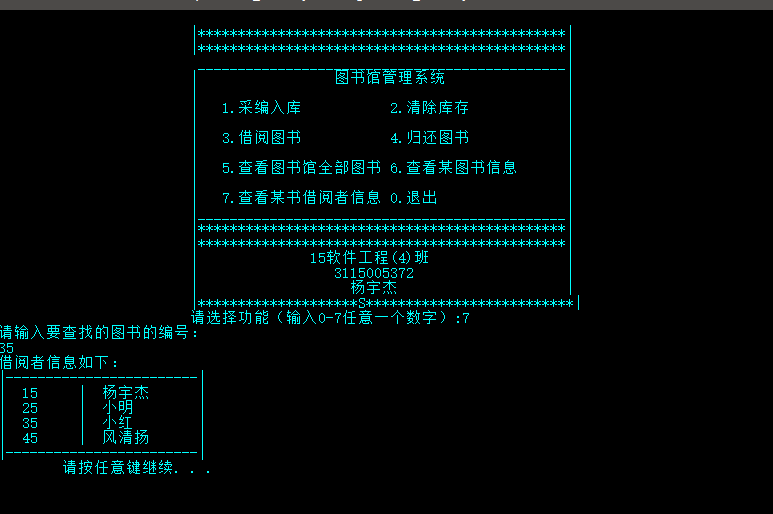 |**********************************************|
|**********************************************|
图书馆管理系统
1.采编入库 2.清除库存
3.借阅图书 4.归还图书
5.查看图书馆全部图书 6.查看某图书信息
7.查看某书借阅者信息 0.退出
|**********************************************|
|**********************************************|
15软件工程(4)班
3115005372
杨宇杰
|********************S**************************|
请选择功能（输入0-7任意一个数字）:7
请输入要查找的图书的编号：
35
借阅者信息如下：
|------------------------|
| 15 | 杨宇杰 |
| 25 | 小明 |
| 35 | 小红 |
| 45 | 风清扬 |
|------------------------|
请按任意键继续. . .